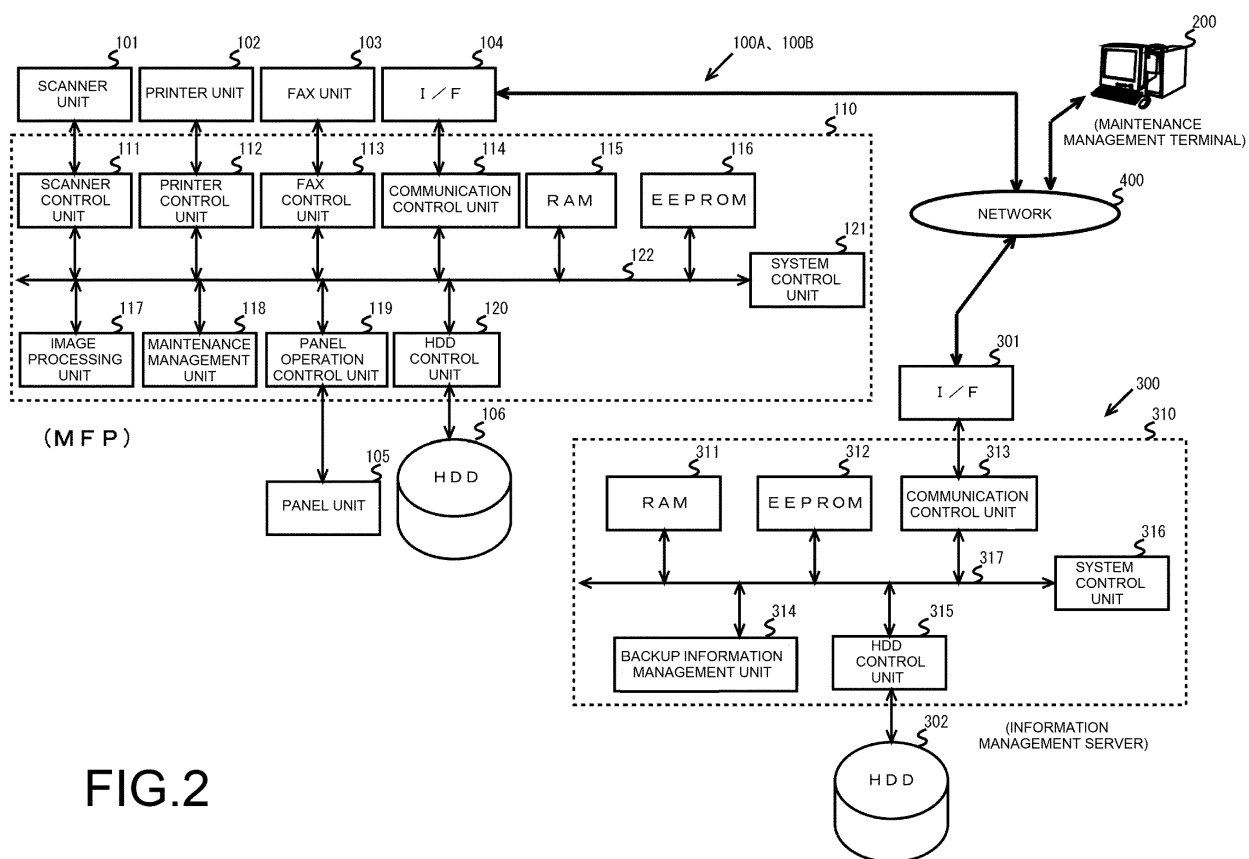 101
102
103
104
100A、100B
200
SCANNER
UNIT
PRINTER UNIT
FAX UNIT
I／F
(MAINTENANCE
MANAGEMENT TERMINAL)
110
111
112
113
114
115
116
SCANNER
CONTROL
UNIT
PRINTER
CONTROL
UNIT
FAX
CONTROL
UNIT
COMMUNICATION
CONTROL UNIT
RAM
EEPROM
400
NETWORK
121
122
SYSTEM
CONTROL
UNIT
117
118
119
120
IMAGE
PROCESSING
UNIT
MAINTENANCE
MANAGEMENT
UNIT
PANEL
OPERATION
CONTROL UNIT
HDD
CONTROL
UNIT
301
I／F
300
310
(MFP)
106
HDD
105
PANEL UNIT
311
312
313
RAM
EEPROM
COMMUNICATION
CONTROL UNIT
316
317
SYSTEM
CONTROL
UNIT
314
315
BACKUP INFORMATION
MANAGEMENT UNIT
HDD
CONTROL
UNIT
(INFORMATION
MANAGEMENT SERVER)
302
HDD
FIG.2